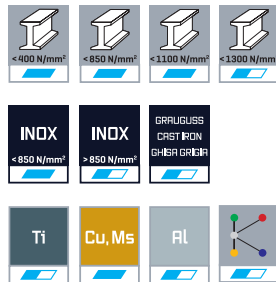 <400 N/mm² <850 N/mm² <1100 N/mm² <1300 N/mm
INOX INOX GRAUGUSS
CAST IRON
GHISA GRIGIA
<850 N/mm² >850 N/mm²
Ti Cu, Ms Al